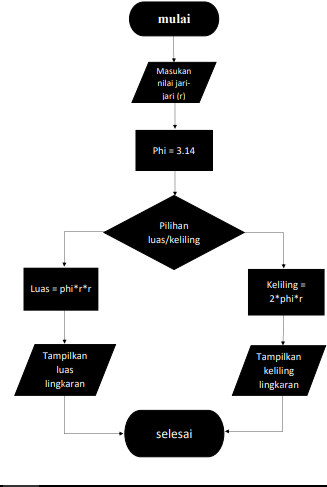 mulai
Masukan
nilai jari-
jari (r)
Phi = 3.14
Pilihan
luas/keliling
Luas = phi*r*r
Keliling =
2*phi*r
Tampilkan
luas
lingkaran
Tampilkan
keliling
lingkaran
selesai